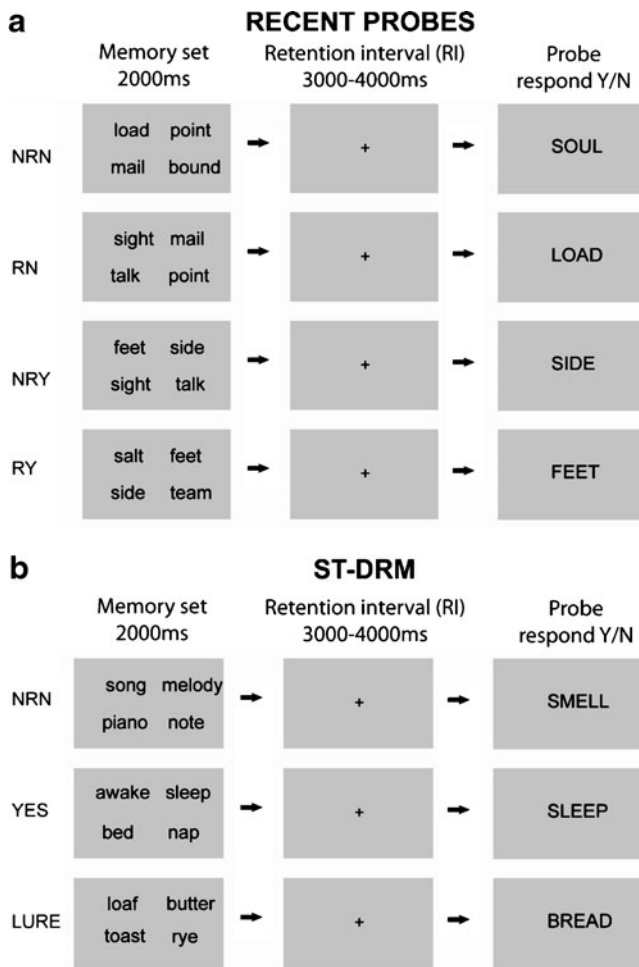 a RECENT PROBES
Memory set Retention interval (RI) Probe
2000ms 3000-4000ms respond Y/N
NRN
load point
mail bound
+
SOUL
RN
sight mail
talk point
+
LOAD
NRY
feet side
sight talk
+
SIDE
RY
salt feet
side team
+
FEET
b ST-DRM
Memory set Retention interval (RI) Probe
2000ms 3000-4000ms respond Y/N
NRN
song melody
piano note
+
SMELL
YES
awake sleep
bed nap
+
SLEEP
LURE
loaf butter
toast rye
+
BREAD